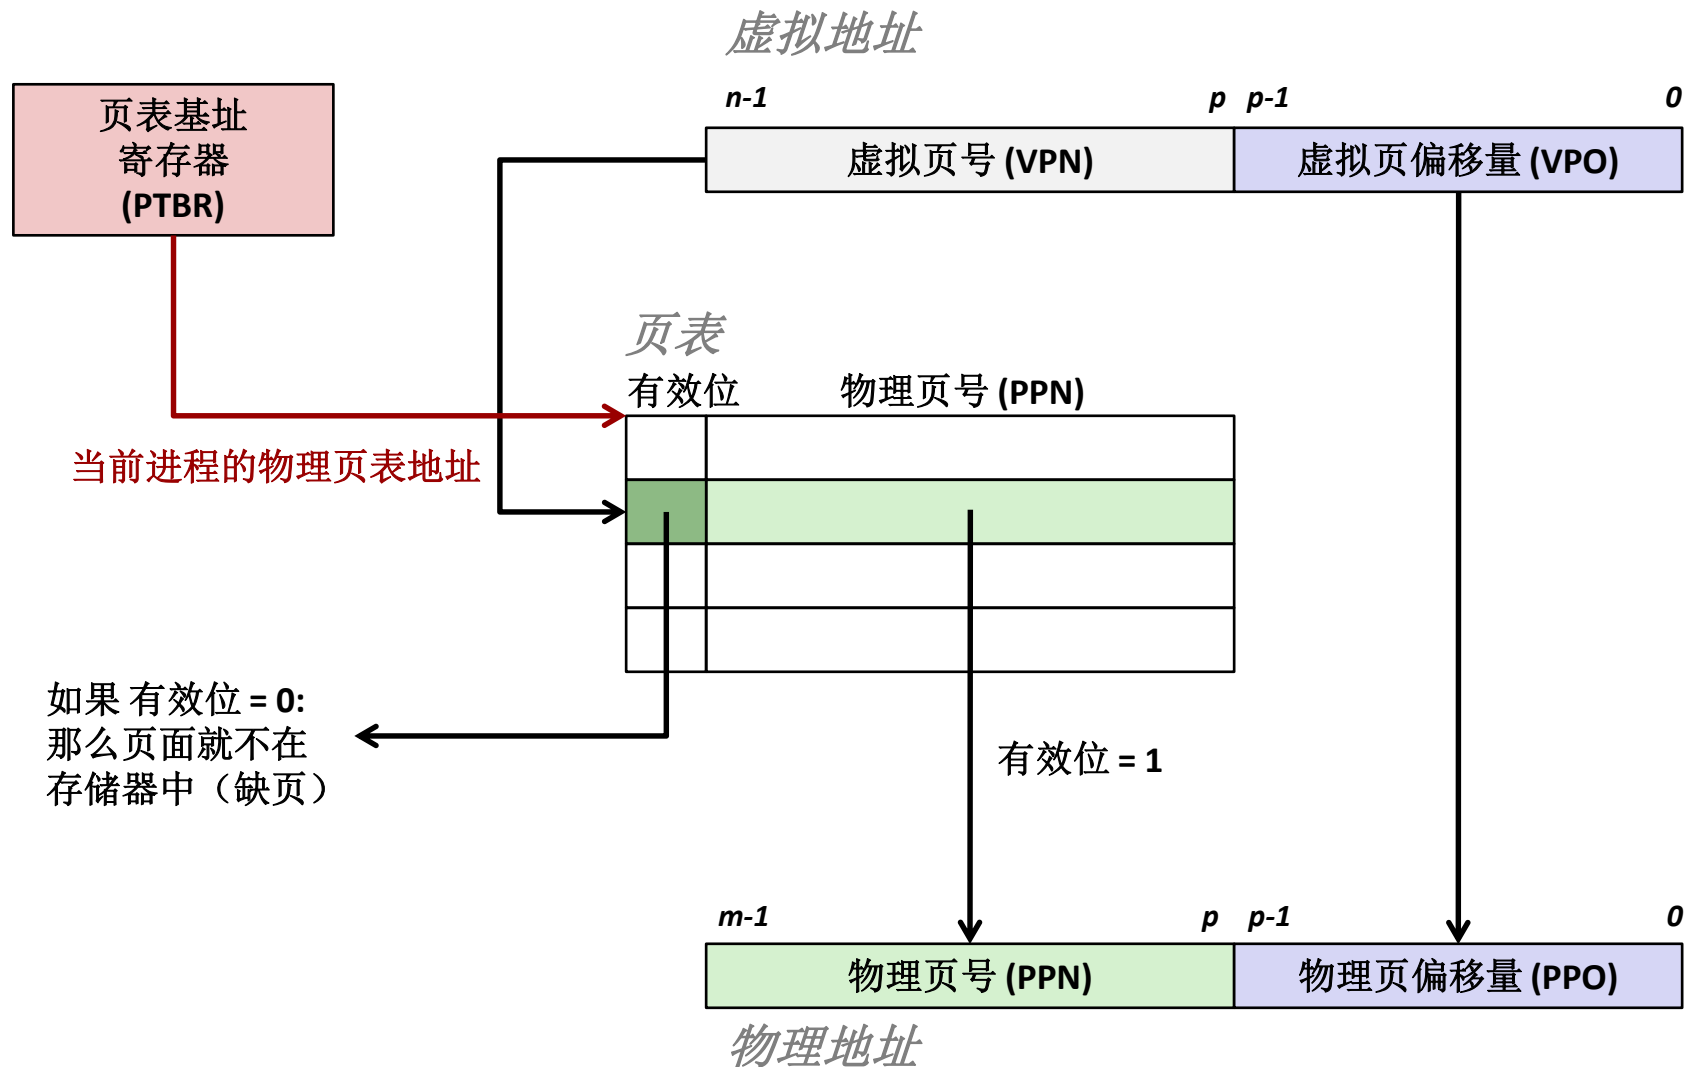 虚拟地址
页表基址
寄存器
(PTBR)
n-1 p p-1 0
虚拟页号 (VPN) 虚拟页偏移量 (VPO)
页表
有效位 物理页号 (PPN)
当前进程的物理页表地址
如果 有效位 = 0:
那么页面就不在
存储器中（缺页）
有效位 = 1
m-1 p p-1 0
物理页号 (PPN) 物理页偏移量 (PPO)
物理地址